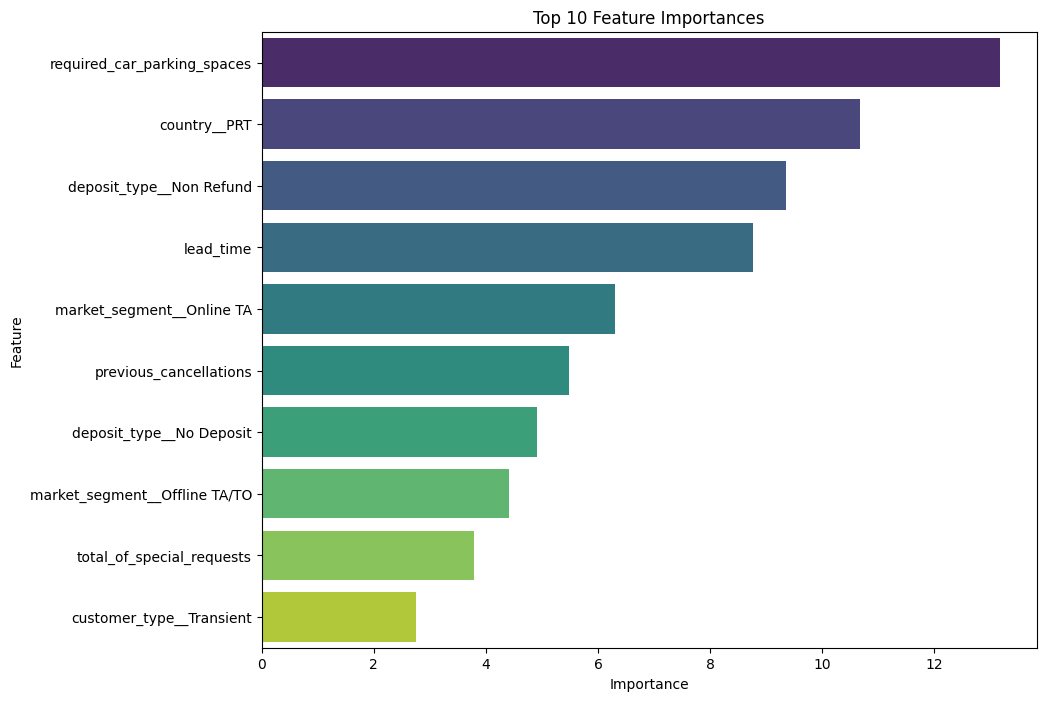 Top 10 Feature Importances
Feature
required_car_parking_spaces
country__PRT
deposit_type__Non Refund
lead_time
market_segment__Online TA
previous_cancellations
deposit_type__No Deposit
market_segment__Offline TA/TO
total_of_special_requests
customer_type__Transient
0 2 4 6 8 10 12
Importance